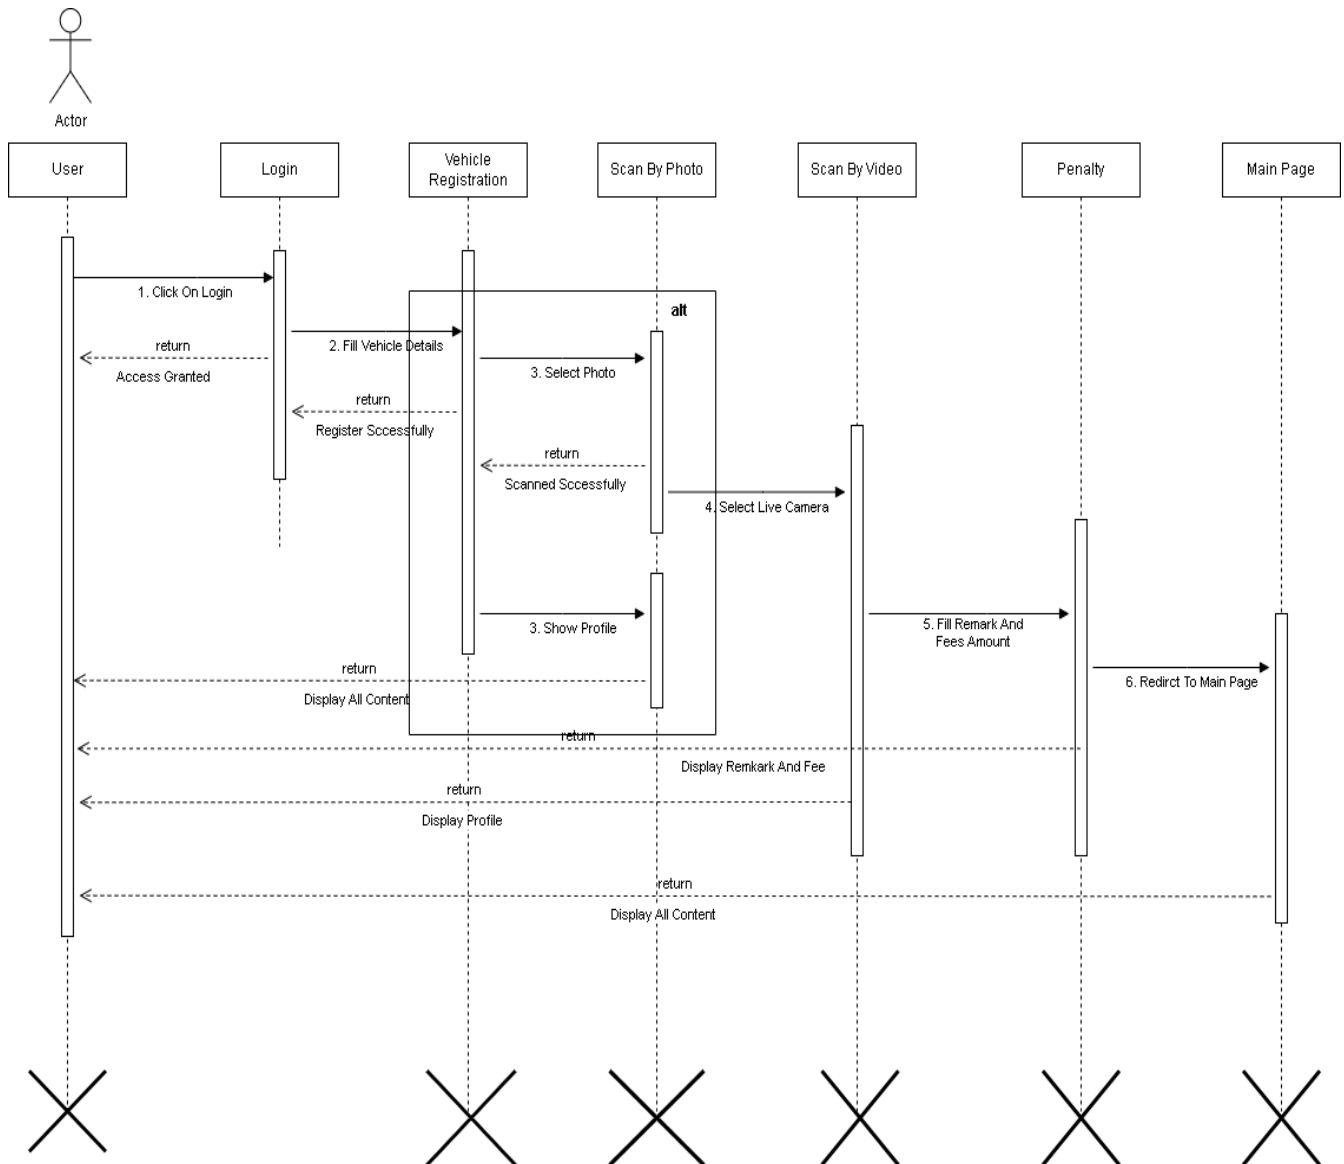 Actor
User
Login
Vehicle
Registration
Scan By Photo
Scan By Video
Penalty
Main Page
1. Click On Login
alt
2. Fill Vehicle Details
return
Access Granted
3. Select Photo
return
Register Sccessfully
return
Scanned Sccessfully
4. Select Live Camera
3. Show Profile
5. Fill Remark And
Fees Amount
return
Display All Content
6. Redirct To Main Page
return
Display Remkark And Fee
return
Display Profile
return
Display All Content